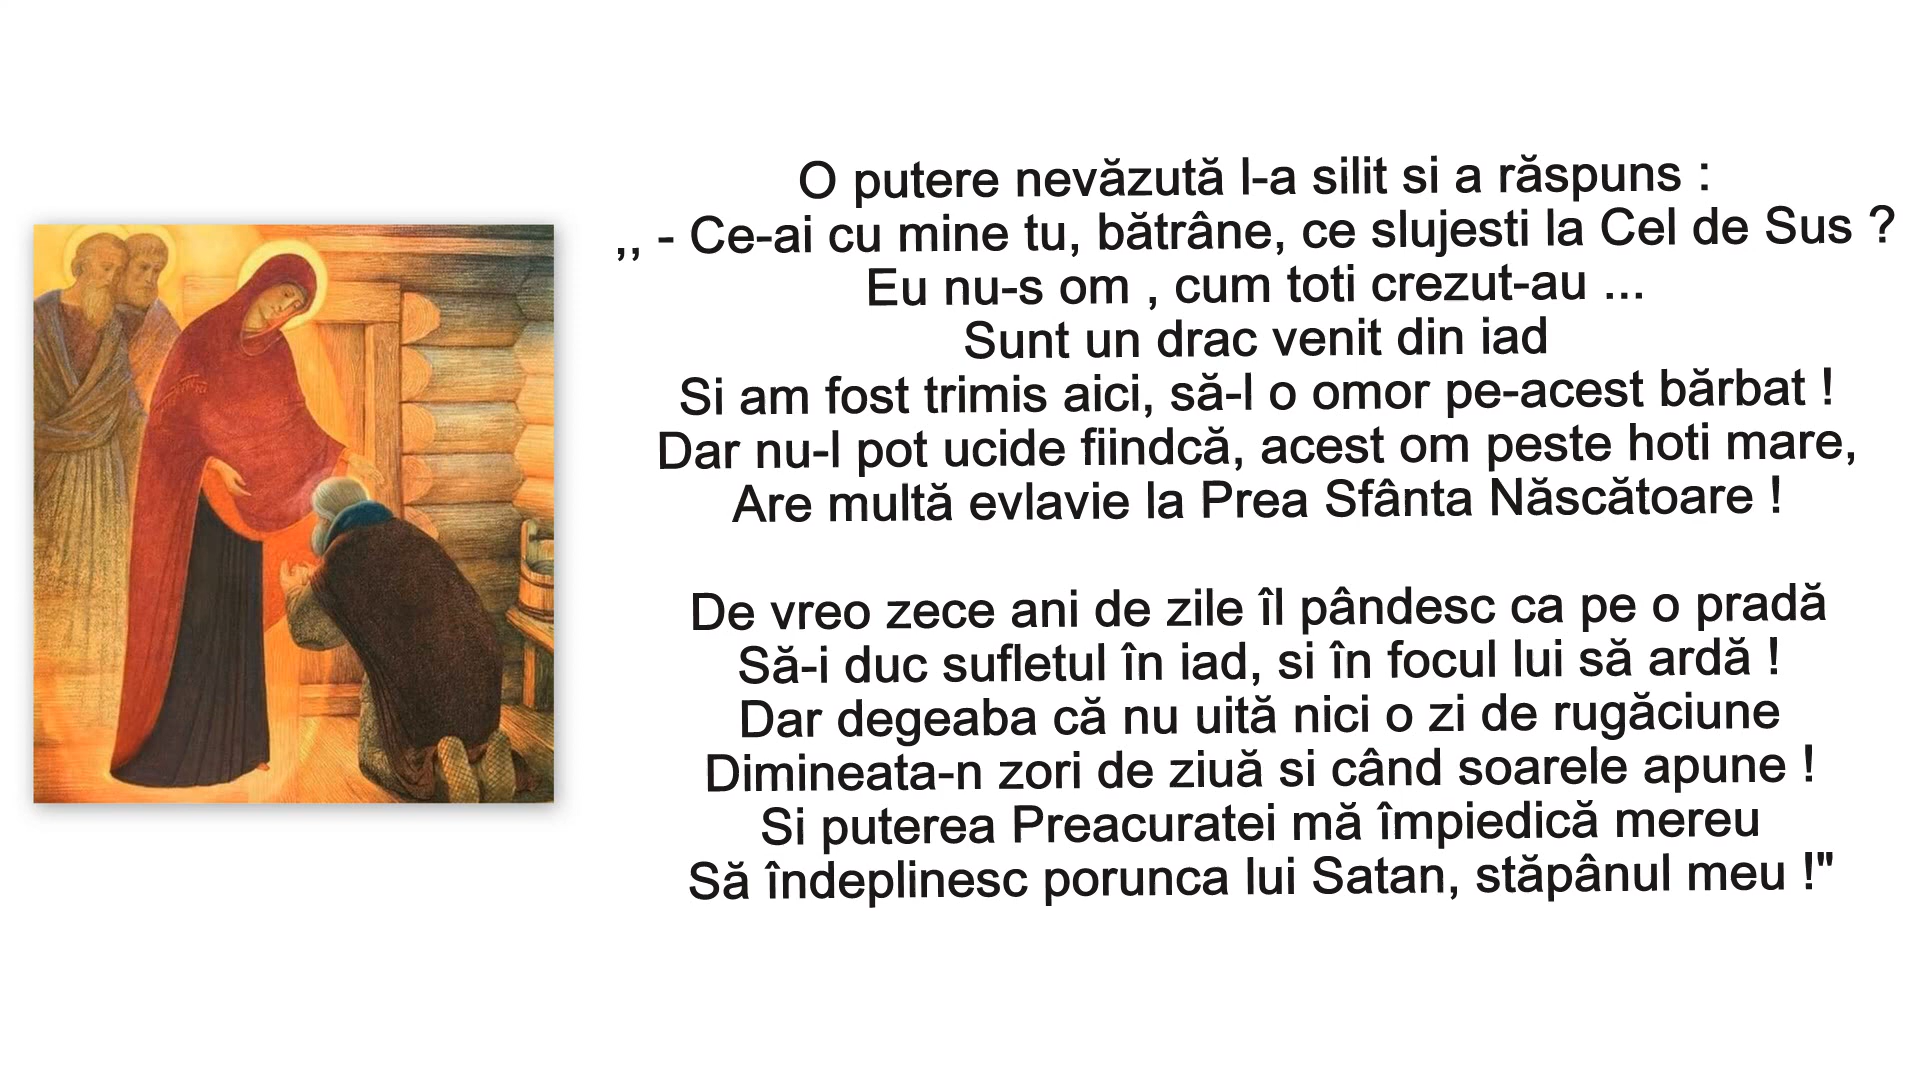 O putere nevăzută l-a silit si a răspuns :
,, - Ce-ai cu mine tu, bătrâne, ce slujesti la Cel de Sus ?
Eu nu-s om , cum toti crezut-au ...
Sunt un drac venit din iad
Si am fost trimis aici, să-l o omor pe-acest bărbat !
Dar nu-l pot ucide fiindcă, acest om peste hoti mare,
Are multă evlavie la Prea Sfânta Născătoare !
De vreo zece ani de zile îl pândesc ca pe o pradă
Să-i duc sufletul în iad, si în focul lui să ardă !
Dar degeaba că nu uită nici o zi de rugăciune
Dimineata-n zori de ziuă si când soarele apune !
Si puterea Preacuratei mă împiedică mereu
Să îndeplinesc porunca lui Satan, stăpânul meu !"